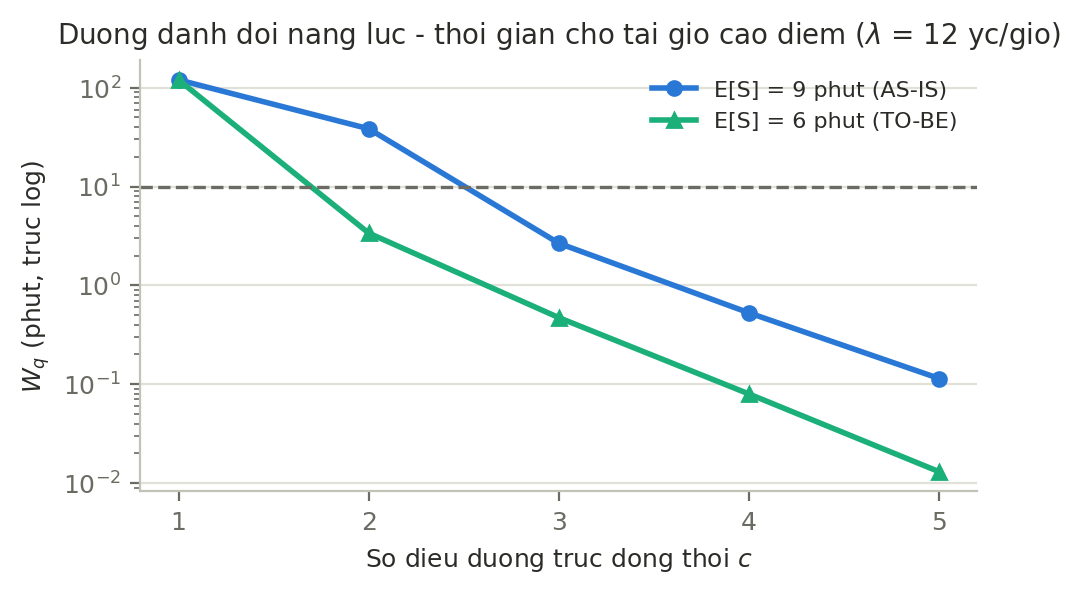 Duong danh doi nang luc - thoi gian cho tai gio cao diem (λ = 12 yc/gio)
E[S] = 9 phut (AS-IS)
E[S] = 6 phut (TO-BE)
W_q (phut, truc log)
10²
10¹
10⁰
10⁻¹
10⁻²
1 2 3 4 5
So dieu duong truc dong thoi c